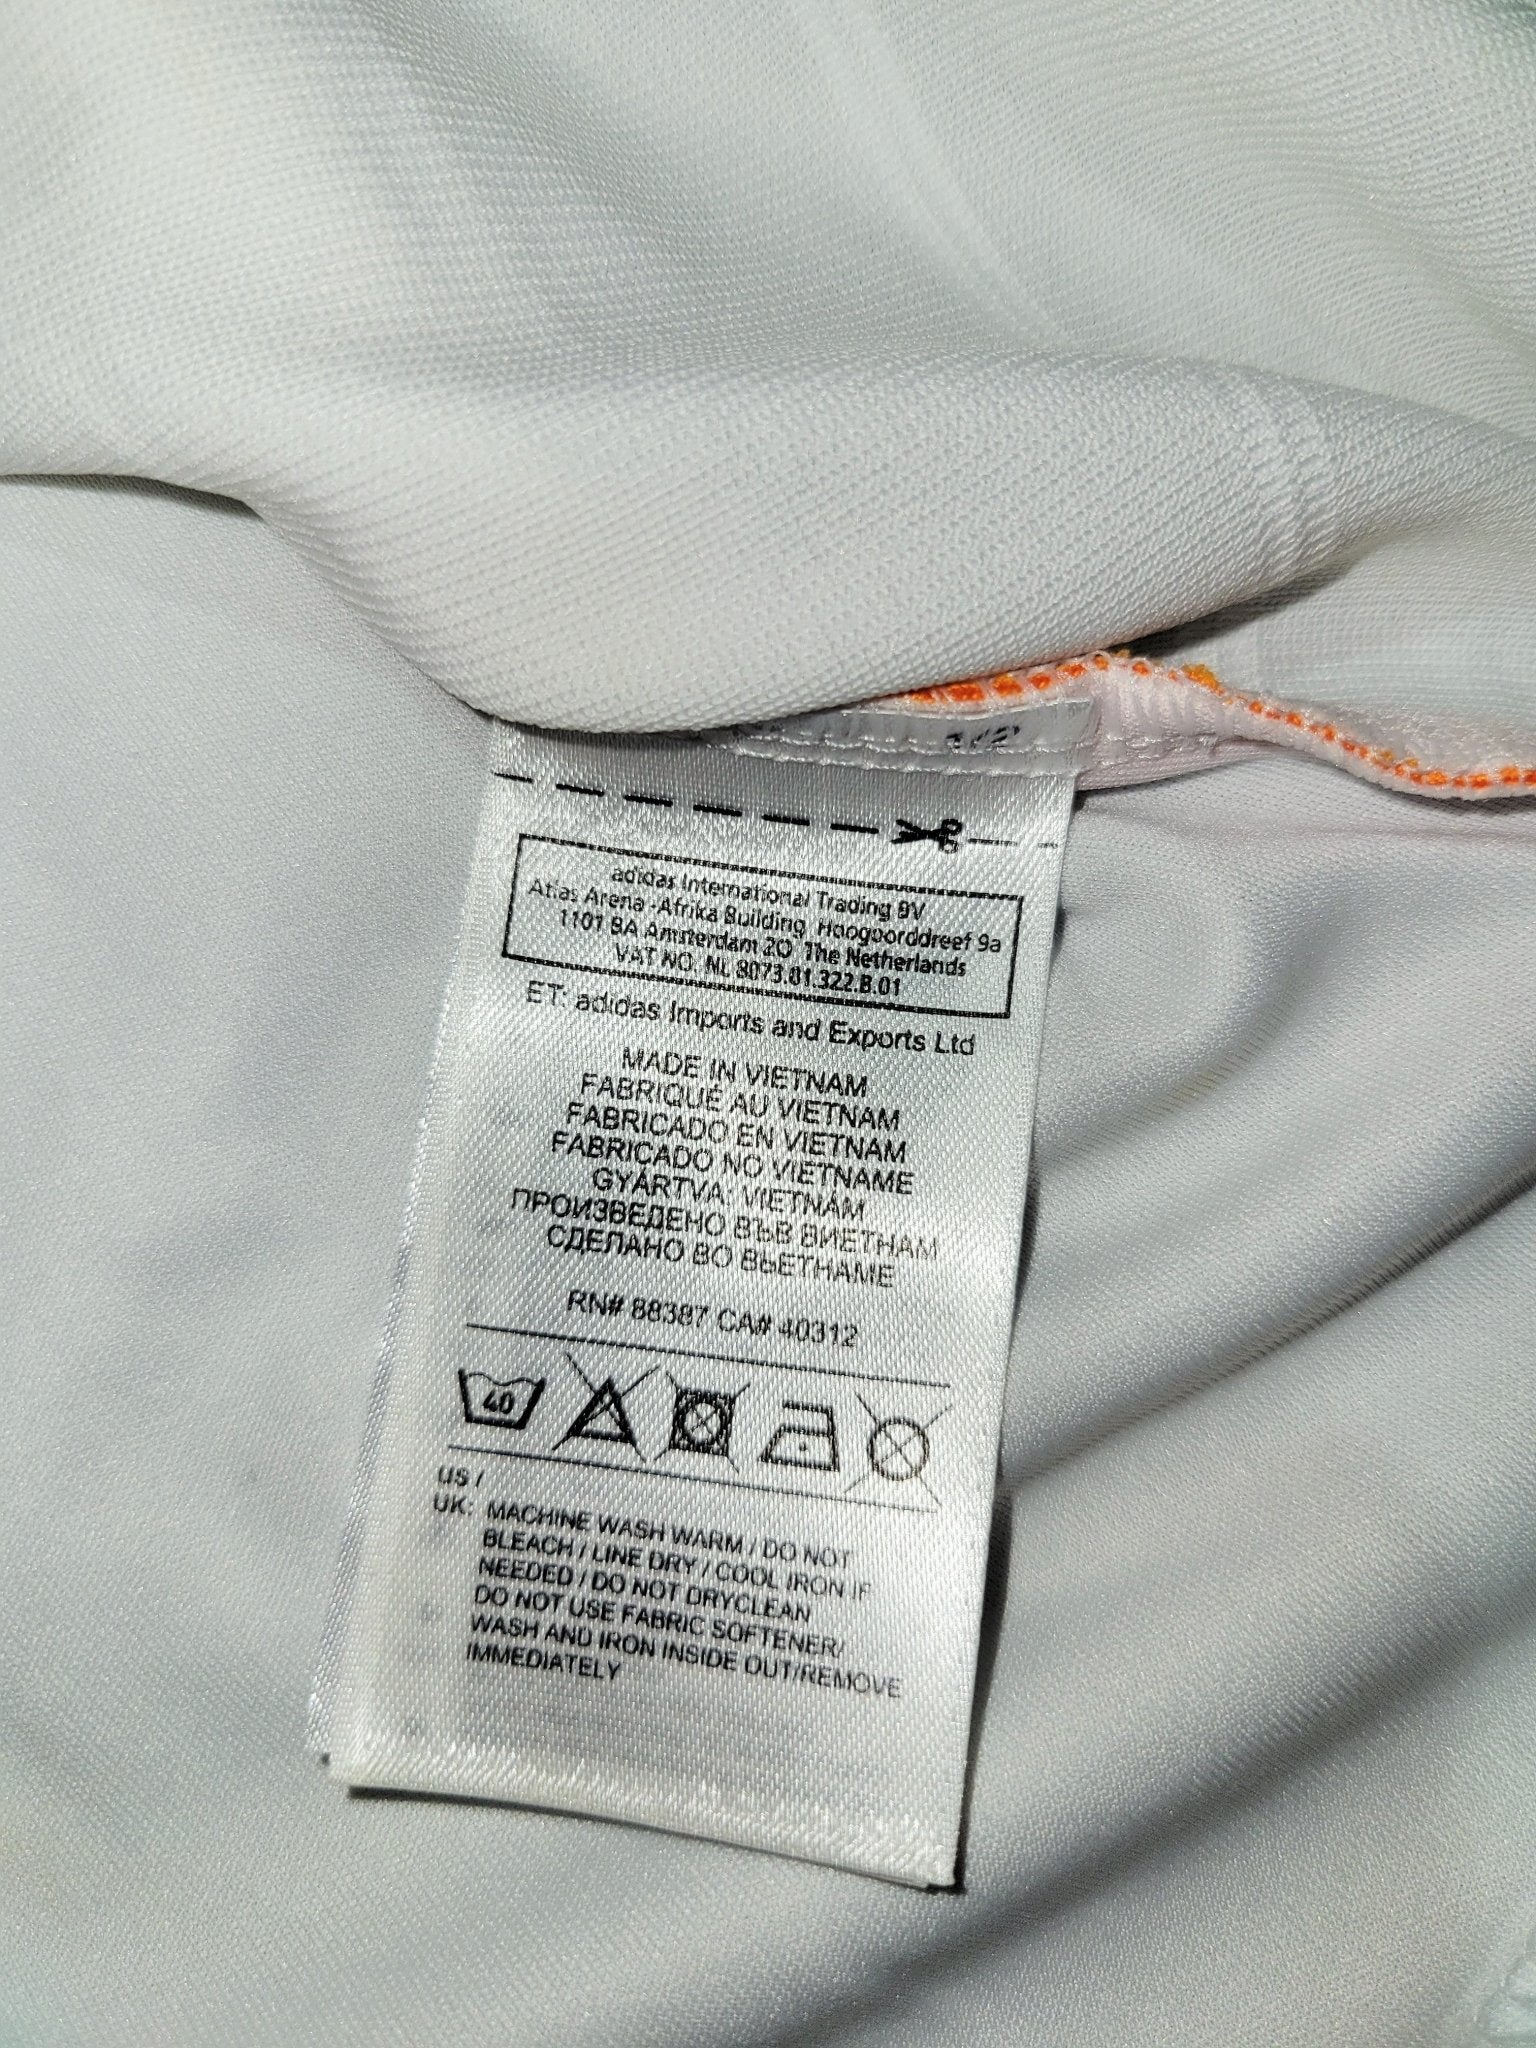 1/2
adidas International Trading BV
Atlas Arena -Afrika Building Hoogoorddreef 9a
1101 BA Amsterdam ZO The Netherlands
VAT NO. NL 8073.01.322.B.01
ET: adidas Imports and Exports Ltd
MADE IN VIETNAM
FABRIQUÉ AU VIETNAM
FABRICADO EN VIETNAM
FABRICADO NO VIETNAME
GYÁRTVA: VIETNÁM
ПРОИЗВЕДЕНО ВЪВ ВИЕТНАМ
СДЕЛАНО ВО ВЬЕТНАМЕ
RN# 88387 CA# 40312
40
US /
UK: MACHINE WASH WARM / DO NOT
BLEACH / LINE DRY / COOL IRON IF
NEEDED / DO NOT DRYCLEAN
DO NOT USE FABRIC SOFTENER/
WASH AND IRON INSIDE OUT/REMOVE
IMMEDIATELY